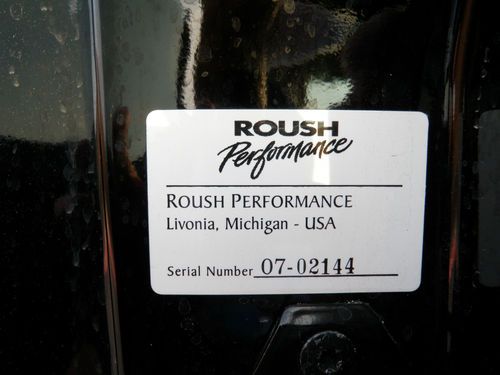 ROUSH
Performance
ROUSH PERFORMANCE
Livonia, Michigan - USA
Serial Number 07-02144